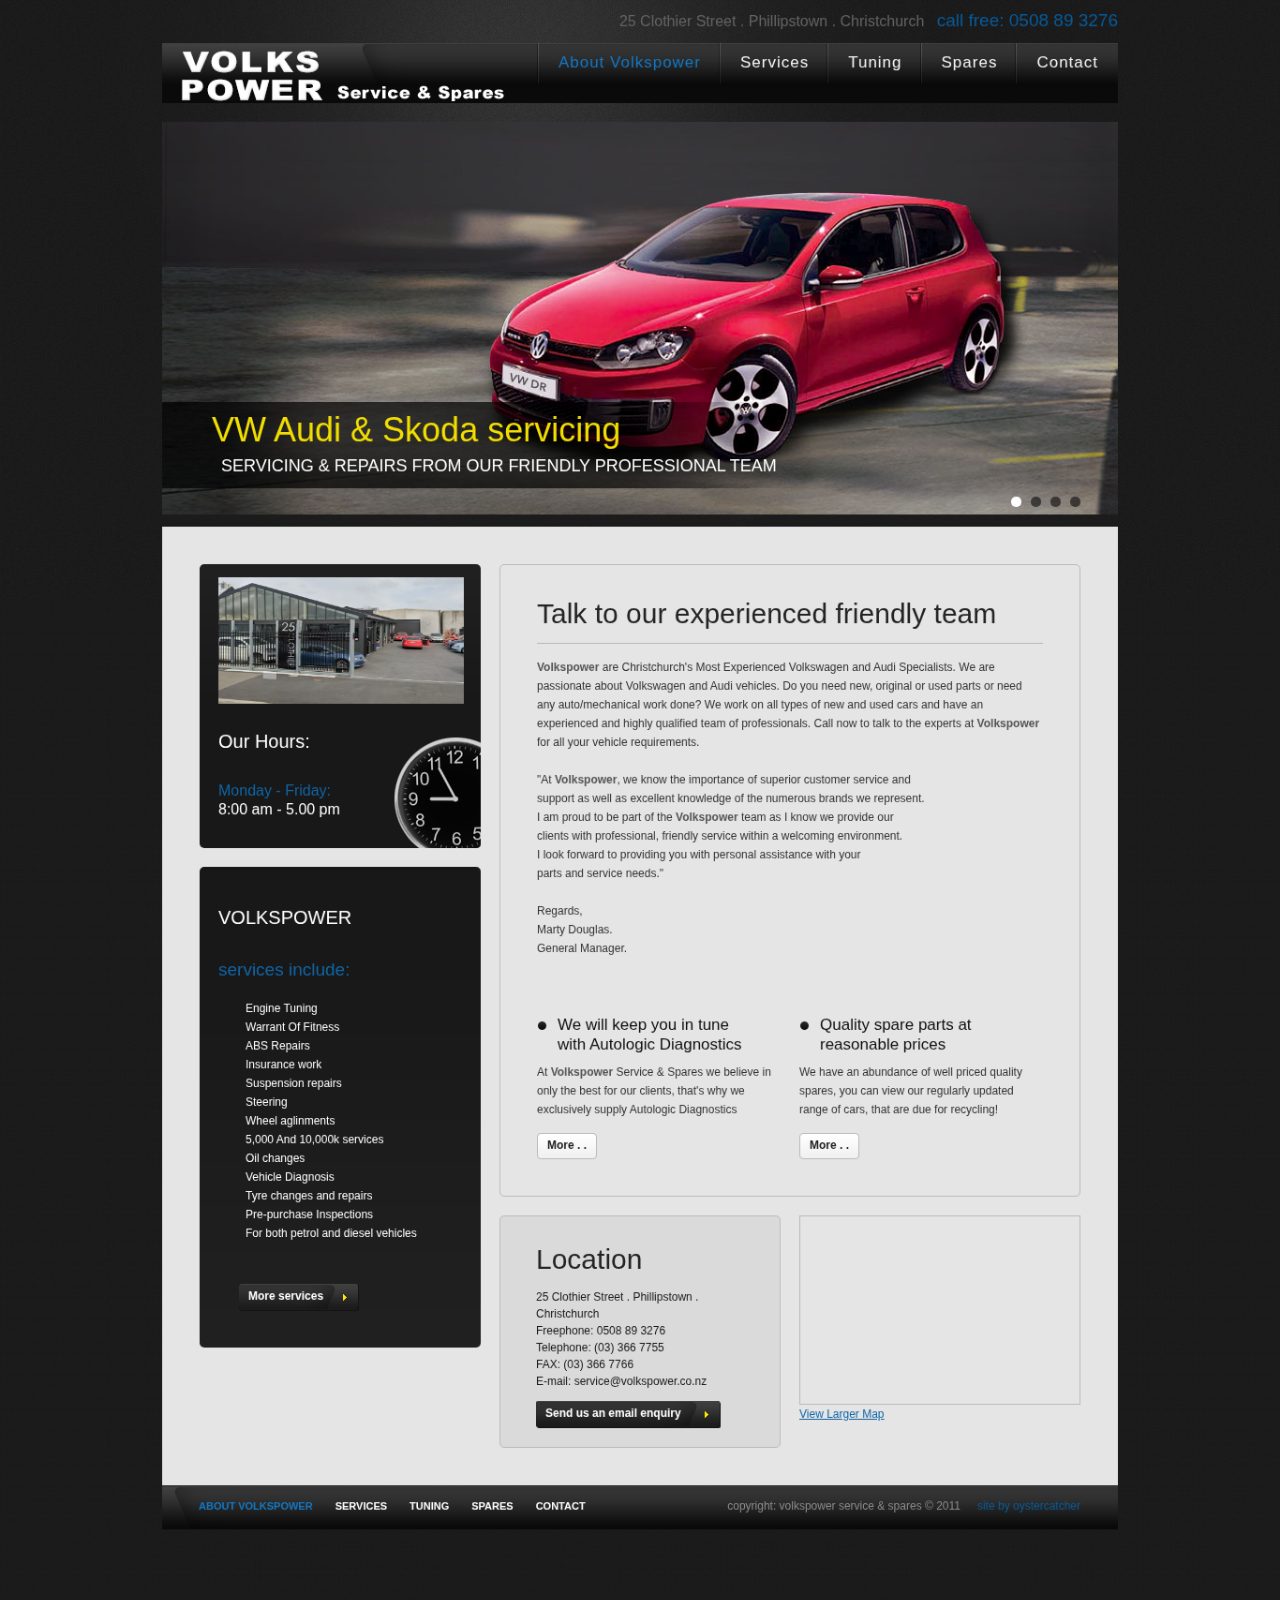 25 Clothier Street . Phillipstown . Christchurch call free: 0508 89 3276
VOLKS
POWER Service & Spares
About Volkspower Services Tuning Spares Contact
VW DR
VW Audi & Skoda servicing
SERVICING & REPAIRS FROM OUR FRIENDLY PROFESSIONAL TEAM
25
Our Hours:
Monday - Friday:
8:00 am - 5.00 pm
11 12
10
9
8
7 6 5
VOLKSPOWER
services include:
Engine Tuning
Warrant Of Fitness
ABS Repairs
Insurance work
Suspension repairs
Steering
Wheel aglinments
5,000 And 10,000k services
Oil changes
Vehicle Diagnosis
Tyre changes and repairs
Pre-purchase Inspections
For both petrol and diesel vehicles
More services
Talk to our experienced friendly team
Volkspower are Christchurch's Most Experienced Volkswagen and Audi Specialists. We are
passionate about Volkswagen and Audi vehicles. Do you need new, original or used parts or need
any auto/mechanical work done? We work on all types of new and used cars and have an
experienced and highly qualified team of professionals. Call now to talk to the experts at Volkspower
for all your vehicle requirements.
"At Volkspower, we know the importance of superior customer service and
support as well as excellent knowledge of the numerous brands we represent.
I am proud to be part of the Volkspower team as I know we provide our
clients with professional, friendly service within a welcoming environment.
I look forward to providing you with personal assistance with your
parts and service needs."
Regards,
Marty Douglas.
General Manager.
We will keep you in tune
with Autologic Diagnostics
At Volkspower Service & Spares we believe in
only the best for our clients, that's why we
exclusively supply Autologic Diagnostics
More . .
Quality spare parts at
reasonable prices
We have an abundance of well priced quality
spares, you can view our regularly updated
range of cars, that are due for recycling!
More . .
Location
25 Clothier Street . Phillipstown .
Christchurch
Freephone: 0508 89 3276
Telephone: (03) 366 7755
FAX: (03) 366 7766
E-mail: service@volkspower.co.nz
Send us an email enquiry
View Larger Map
ABOUT VOLKSPOWER SERVICES TUNING SPARES CONTACT
copyright: volkspower service & spares © 2011 site by oystercatcher